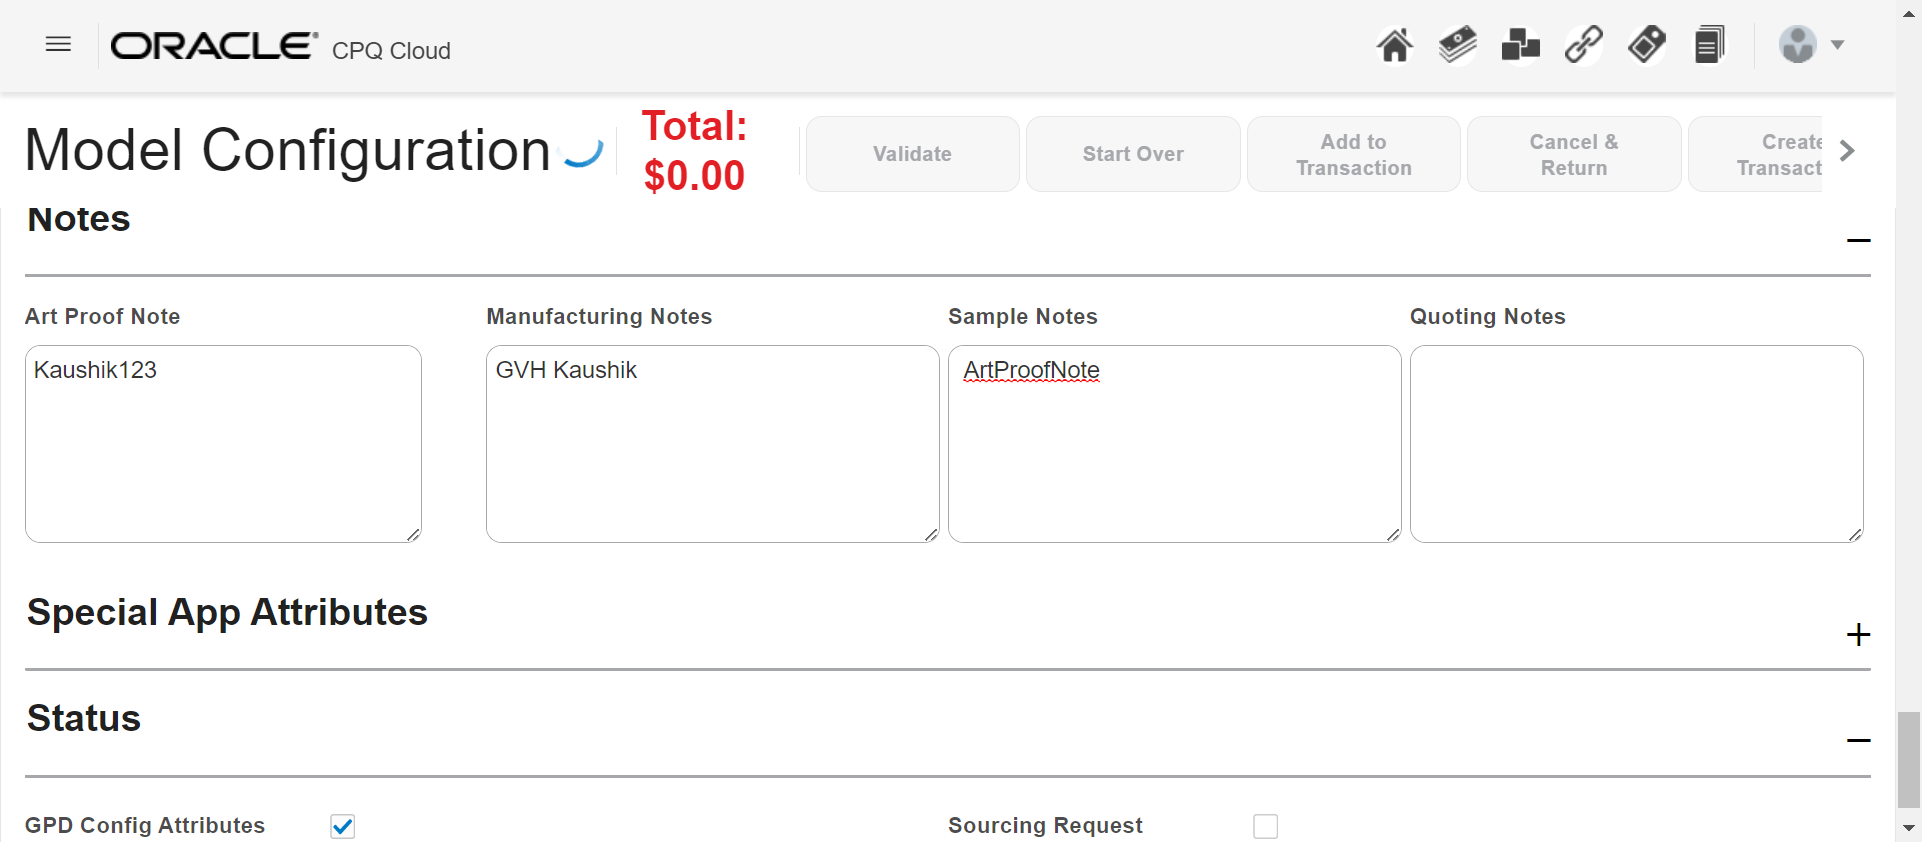 ORACLE® CPQ Cloud
Model Configuration
Total:
$0.00
Validate
Start Over
Add to
Transaction
Cancel &
Return
Create
Transact
Notes
Art Proof Note
Manufacturing Notes
Sample Notes
Quoting Notes
Kaushik123
GVH Kaushik
ArtProofNote
Special App Attributes
Status
GPD Config Attributes
Sourcing Request